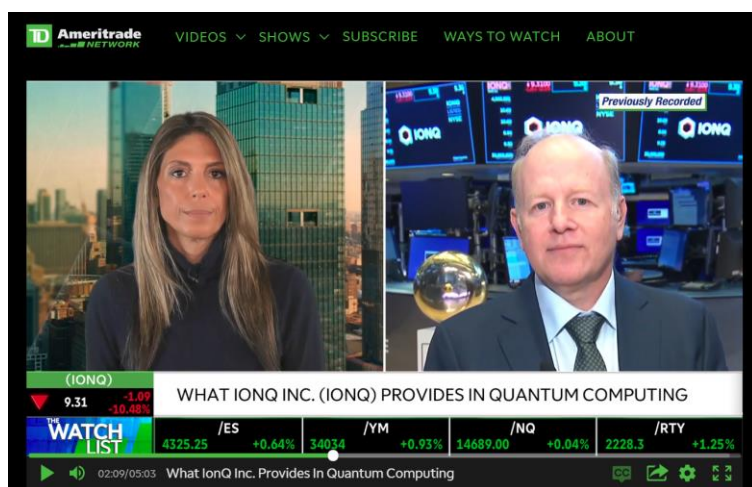 TD Ameritrade NETWORK
VIDEOS SHOWS SUBSCRIBE WAYS TO WATCH ABOUT
Previously Recorded
IONQ IONQ
NYSE
(IONQ)
9.31 -1.09 -10.48%
WHAT IONQ INC. (IONQ) PROVIDES IN QUANTUM COMPUTING
THE WATCH LIST
/ES 4325.25 +0.64%
/YM 34034 +0.93%
/NQ 14689.00 +0.04%
/RTY 2228.3 +1.25%
02:09/05:03 What IonQ Inc. Provides In Quantum Computing CC